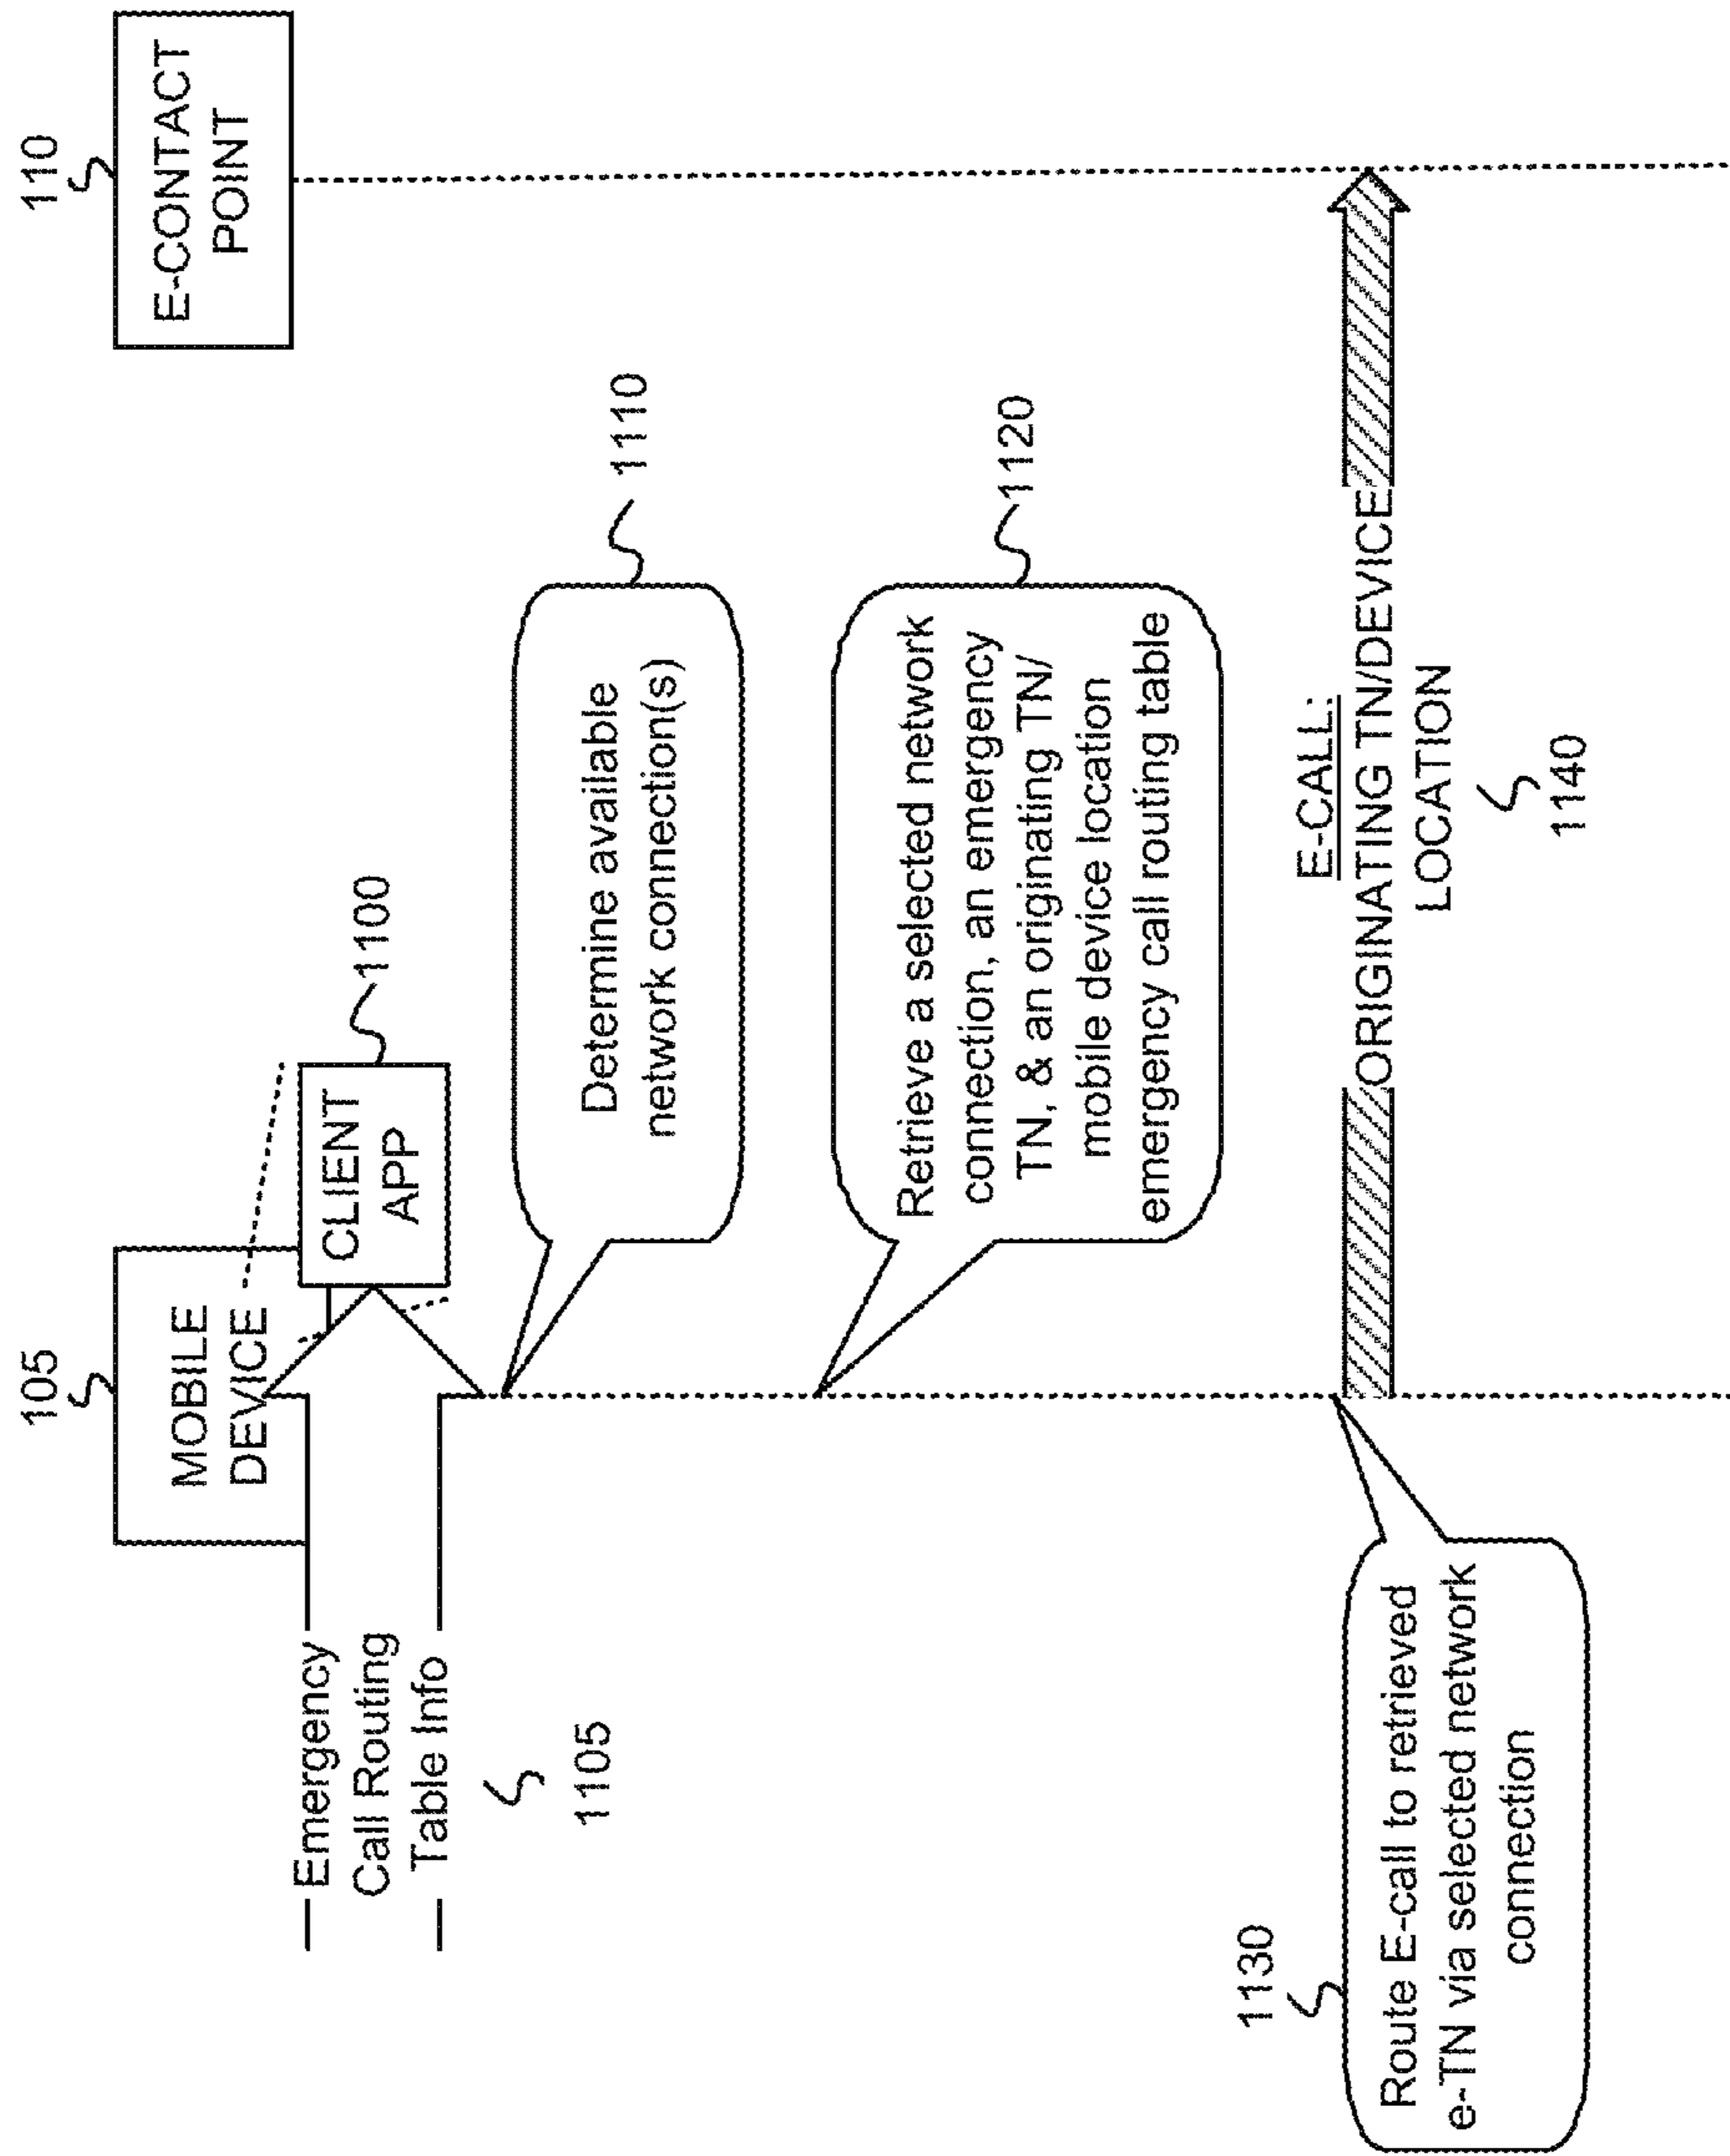 105
MOBILE
DEVICE
110
E-CONTACT
POINT
CLIENT
APP
1100
Emergency
Call Routing
Table Info
1105
Determine available
network connection(s)
1110
Retrieve a selected network
connection, an emergency
TN, & an originating TN/
mobile device location
emergency call routing table
1120
1130
Route E-call to retrieved
e-TN via selected network
connection
E-CALL:
ORIGINATING TN/DEVICE
LOCATION
1140